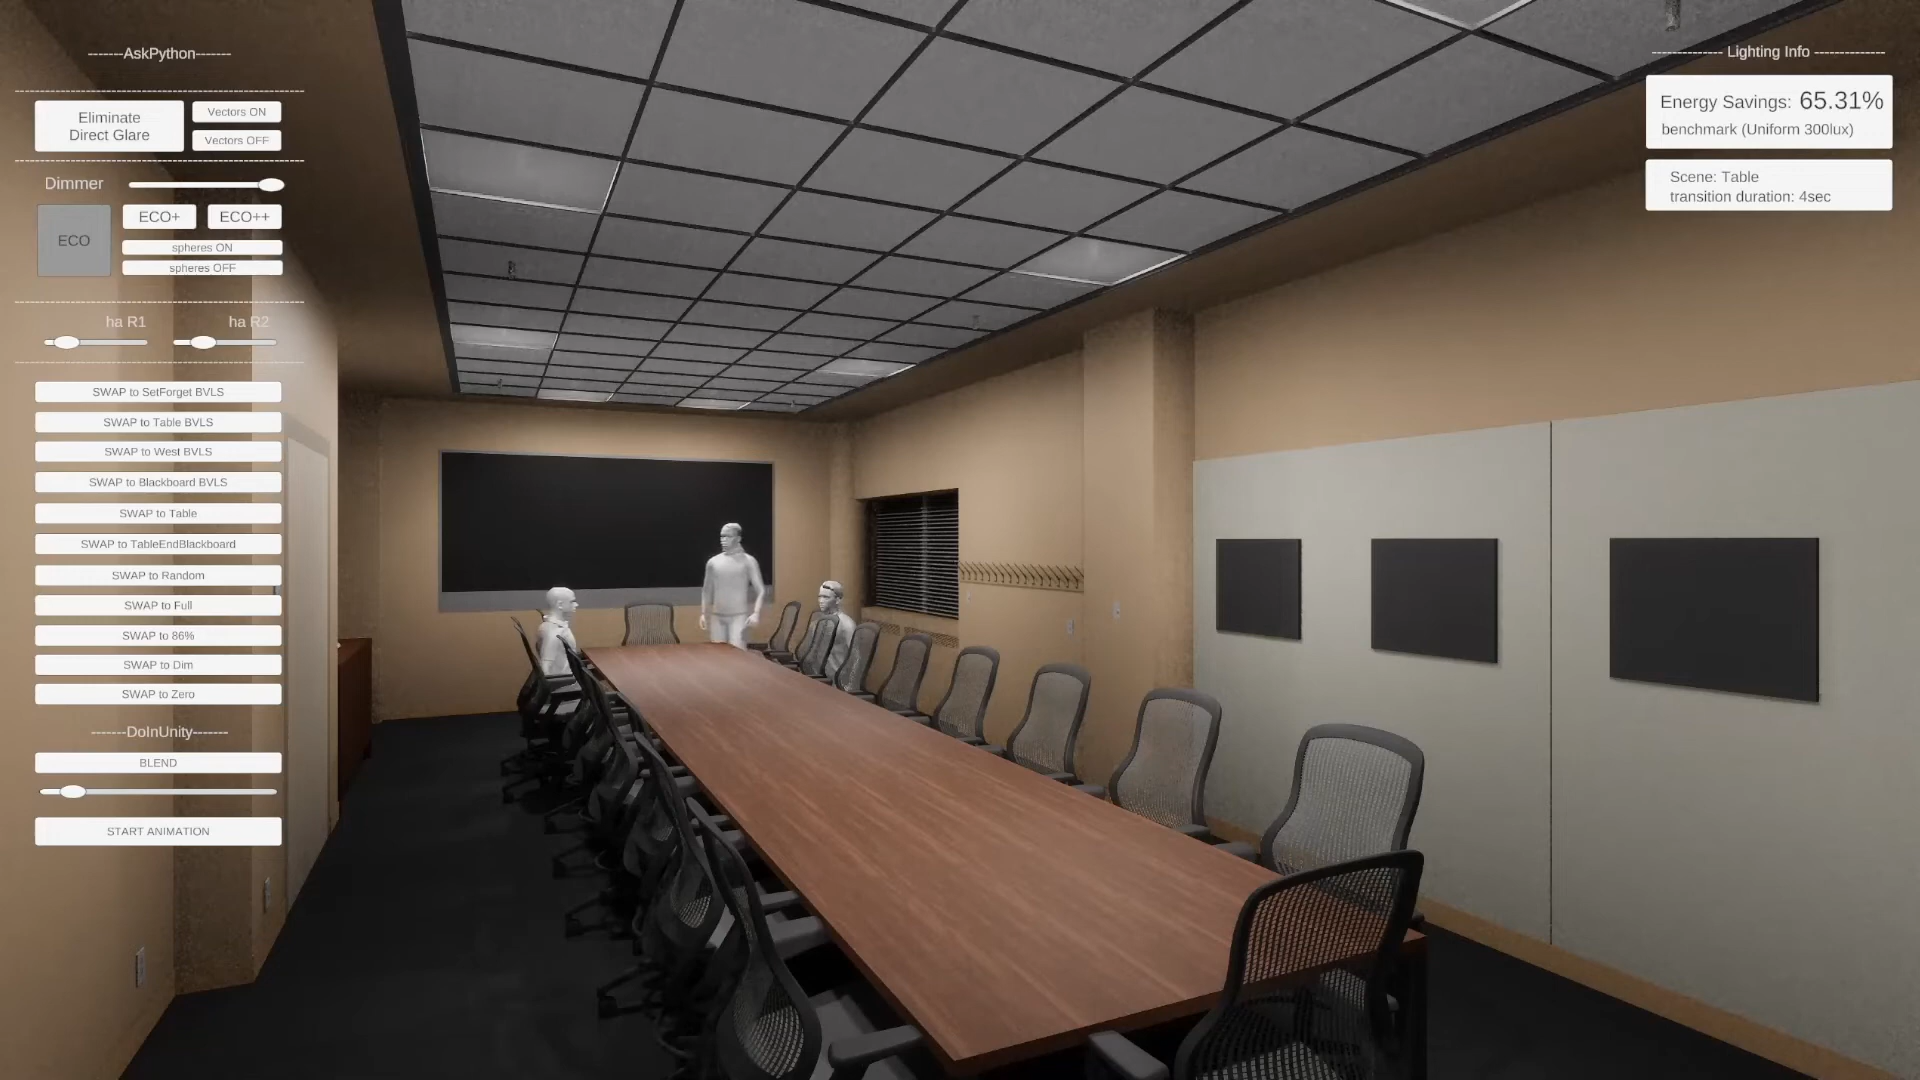 -------AskPython-------
Eliminate
Direct Glare
Vectors ON
Vectors OFF
Dimmer
ECO
ECO+
ECO++
spheres ON
spheres OFF
ha R1
ha R2
SWAP to SetForget BVLS
SWAP to Table BVLS
SWAP to West BVLS
SWAP to Blackboard BVLS
SWAP to Table
SWAP to TableEndBlackboard
SWAP to Random
SWAP to Full
SWAP to 86%
SWAP to Dim
SWAP to Zero
-------DoInUnity-------
BLEND
START ANIMATION
-------------- Lighting Info --------------
Energy Savings: 65.31%
benchmark (Uniform 300lux)
Scene: Table
transition duration: 4sec